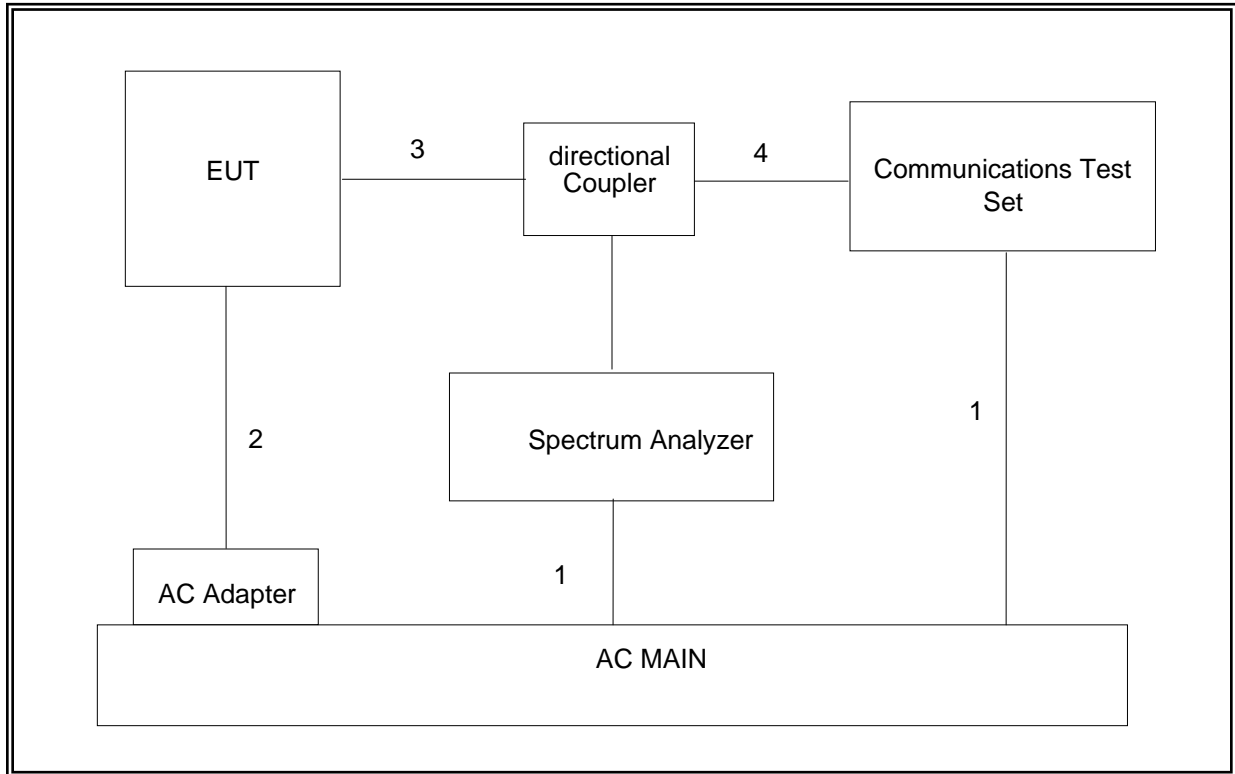 EUT
3
directional
Coupler
4
Communications Test
Set
2
Spectrum Analyzer
1
1
AC Adapter
AC MAIN